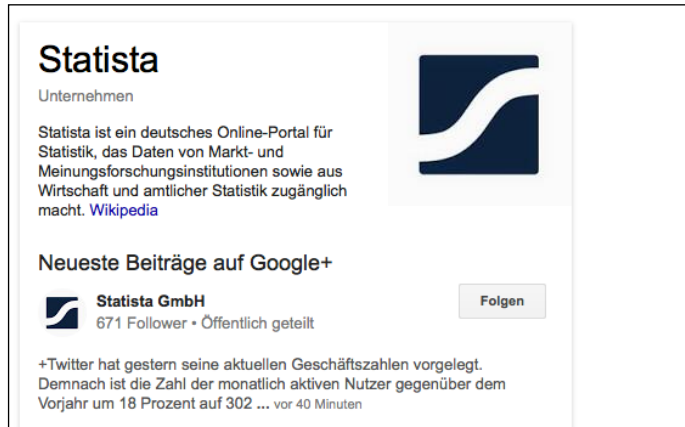 Statista
Unternehmen
Statista ist ein deutsches Online-Portal für
Statistik, das Daten von Markt- und
Meinungsforschungsinstitutionen sowie aus
Wirtschaft und amtlicher Statistik zugänglich
macht. Wikipedia
Neueste Beiträge auf Google+
Statista GmbH
671 Follower • Öffentlich geteilt
Folgen
+Twitter hat gestern seine aktuellen Geschäftszahlen vorgelegt.
Demnach ist die Zahl der monatlich aktiven Nutzer gegenüber dem
Vorjahr um 18 Prozent auf 302 ... vor 40 Minuten